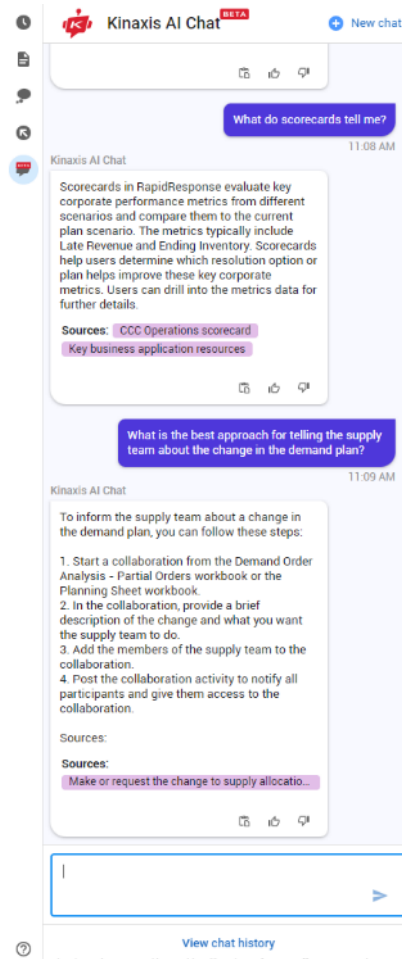 Kinaxis AI Chat BETA
New chat
What do scorecards tell me?
11:08 AM
BETA
Kinaxis AI Chat
Scorecards in RapidResponse evaluate key
corporate performance metrics from different
scenarios and compare them to the current
plan scenario. The metrics typically include
Late Revenue and Ending Inventory. Scorecards
help users determine which resolution option or
plan helps improve these key corporate
metrics. Users can drill into the metrics data for
further details.
Sources: CCC Operations scorecard
Key business application resources
What is the best approach for telling the supply
team about the change in the demand plan?
11:09 AM
Kinaxis AI Chat
To inform the supply team about a change in
the demand plan, you can follow these steps:
1. Start a collaboration from the Demand Order
Analysis - Partial Orders workbook or the
Planning Sheet workbook.
2. In the collaboration, provide a brief
description of the change and what you want
the supply team to do.
3. Add the members of the supply team to the
collaboration.
4. Post the collaboration activity to notify all
participants and give them access to the
collaboration.
Sources:
Sources:
Make or request the change to supply allocatio...
View chat history